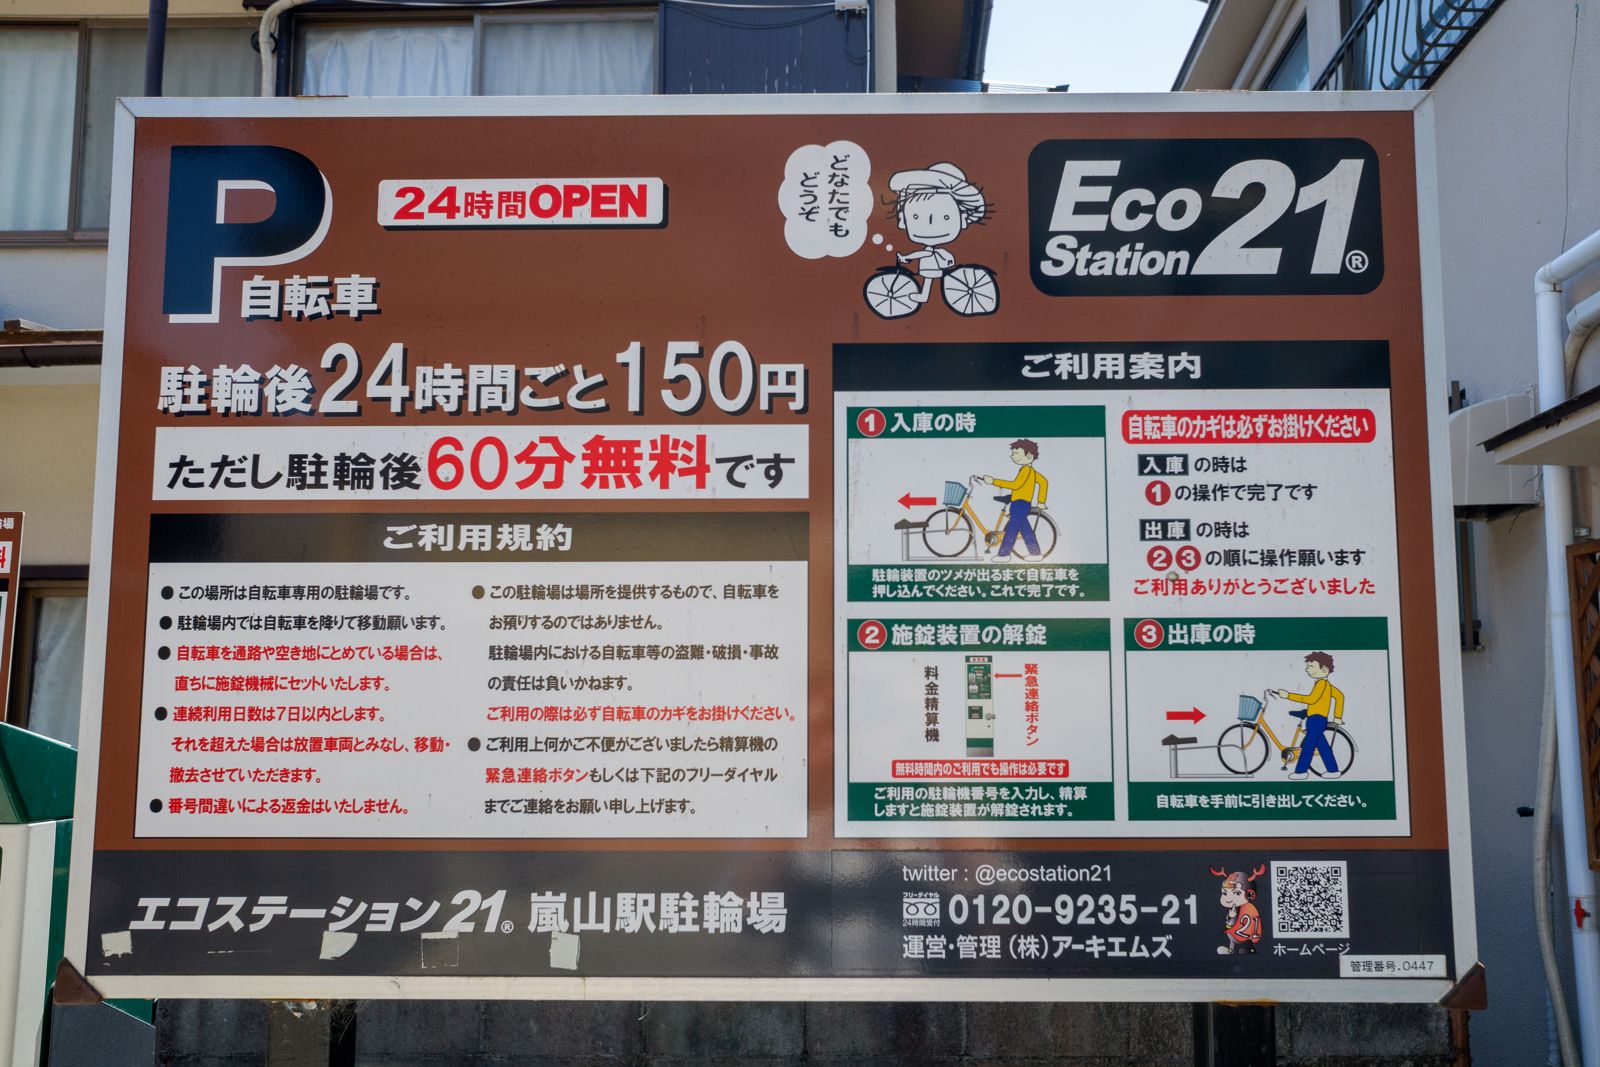 P
自転車
24時間OPEN
どなたでも
どうぞ
Eco
Station 21®
駐輪後24時間ごと150円
ただし駐輪後60分無料です
ご利用規約
●この場所は自転車専用の駐輪場です。
●駐輪場内では自転車を降りて移動願います。
●自転車を通路や空き地にとめている場合は、
直ちに施錠機械にセットいたします。
●連続利用日数は7日以内とします。
それを超えた場合は放置車両とみなし、移動・
撤去させていただきます。
●番号間違いによる返金はいたしません。
●この駐輪場は場所を提供するもので、自転車を
お預りするのではありません。
駐輪場内における自転車等の盗難・破損・事故
の責任は負いかねます。
ご利用の際は必ず自転車のカギをお掛けください。
●ご利用上何かご不便がございましたら精算機の
緊急連絡ボタンもしくは下記のフリーダイヤル
までご連絡をお願い申し上げます。
ご利用案内
1 入庫の時
駐輪装置のツメが出るまで自転車を
押し込んでください。これで完了です。
自転車のカギは必ずお掛けください
入庫 の時は
1の操作で完了です
出庫 の時は
23の順に操作願います
ご利用ありがとうございました
2 施錠装置の解錠
料金精算機
緊急連絡ボタン
無料時間内のご利用でも操作は必要です
ご利用の駐輪機番号を入力し、精算
しますと施錠装置が解錠されます。
3 出庫の時
自転車を手前に引き出してください。
エコステーション21® 嵐山駅駐輪場
twitter : @ecostation21
フリーダイヤル
24時間受付
0120-9235-21
運営・管理(株)アーキエムズ
21
ホームページ
管理番号.0447